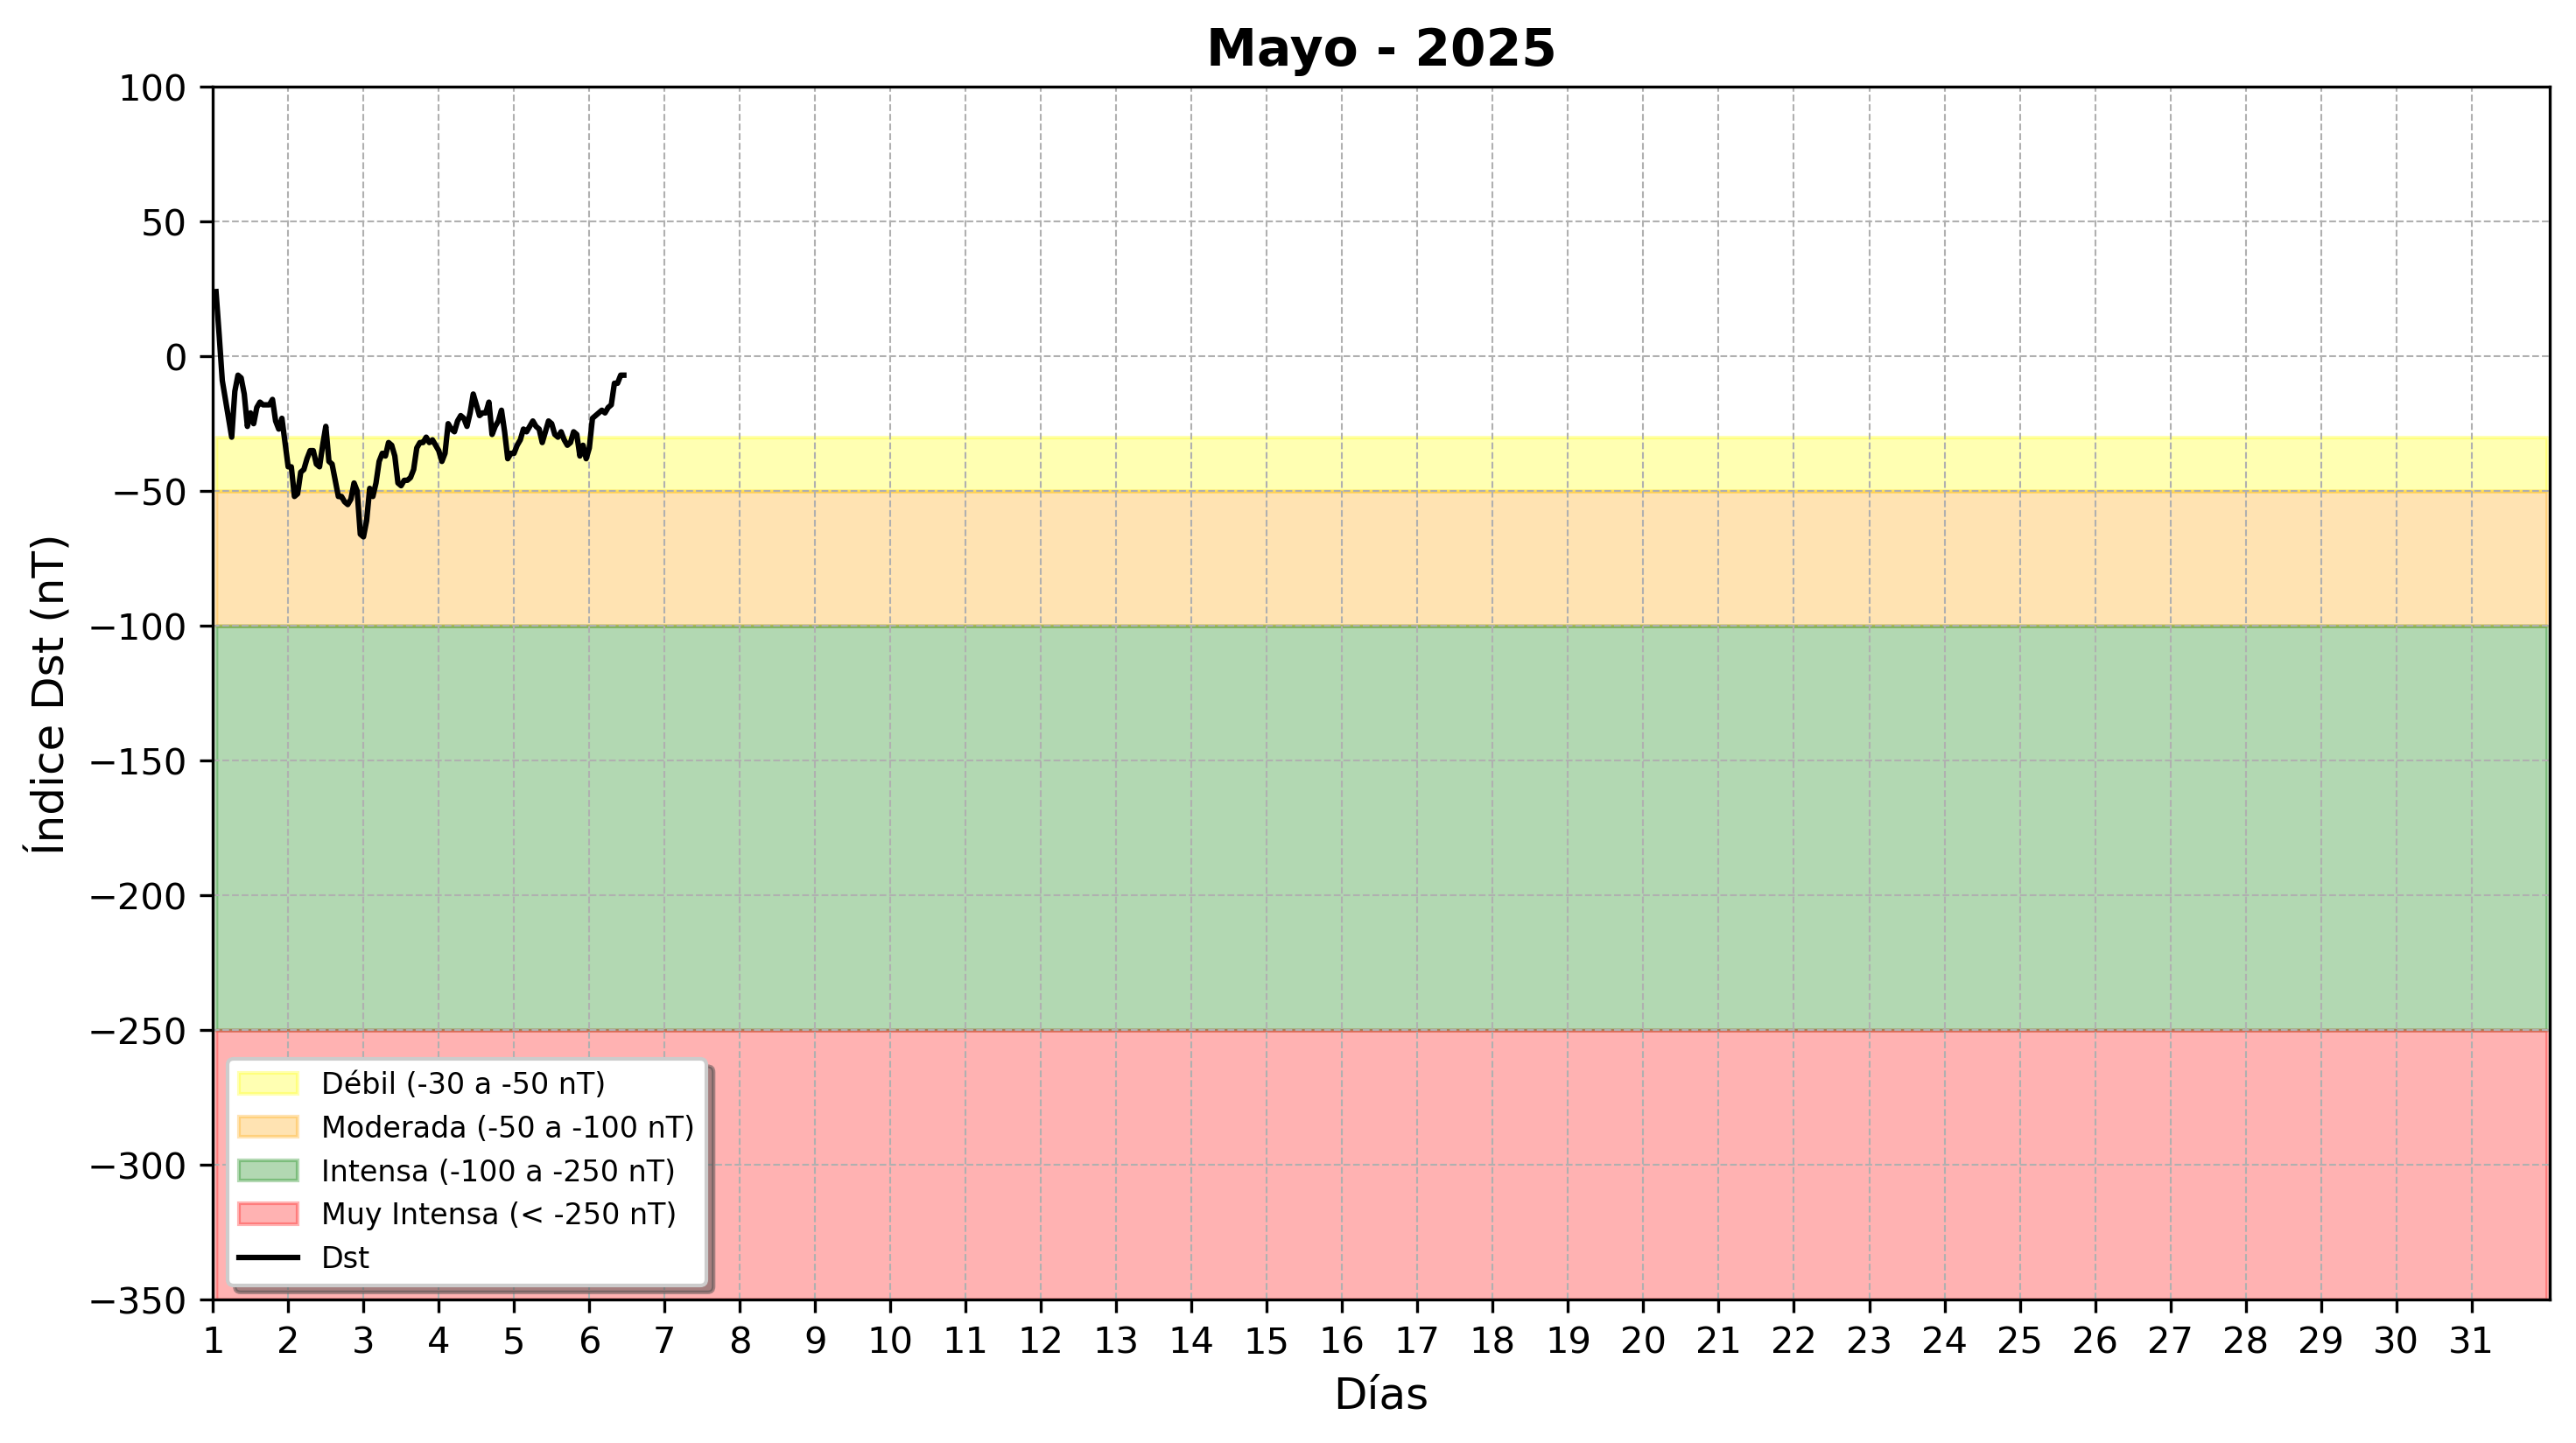 Mayo - 2025
100
50
0
−50
−100
−150
−200
−250
−300
−350
Índice Dst (nT)
Débil (-30 a -50 nT)
Moderada (-50 a -100 nT)
Intensa (-100 a -250 nT)
Muy Intensa (< -250 nT)
Dst
1 2 3 4 5 6 7 8 9 10 11 12 13 14 15 16 17 18 19 20 21 22 23 24 25 26 27 28 29 30 31
Días